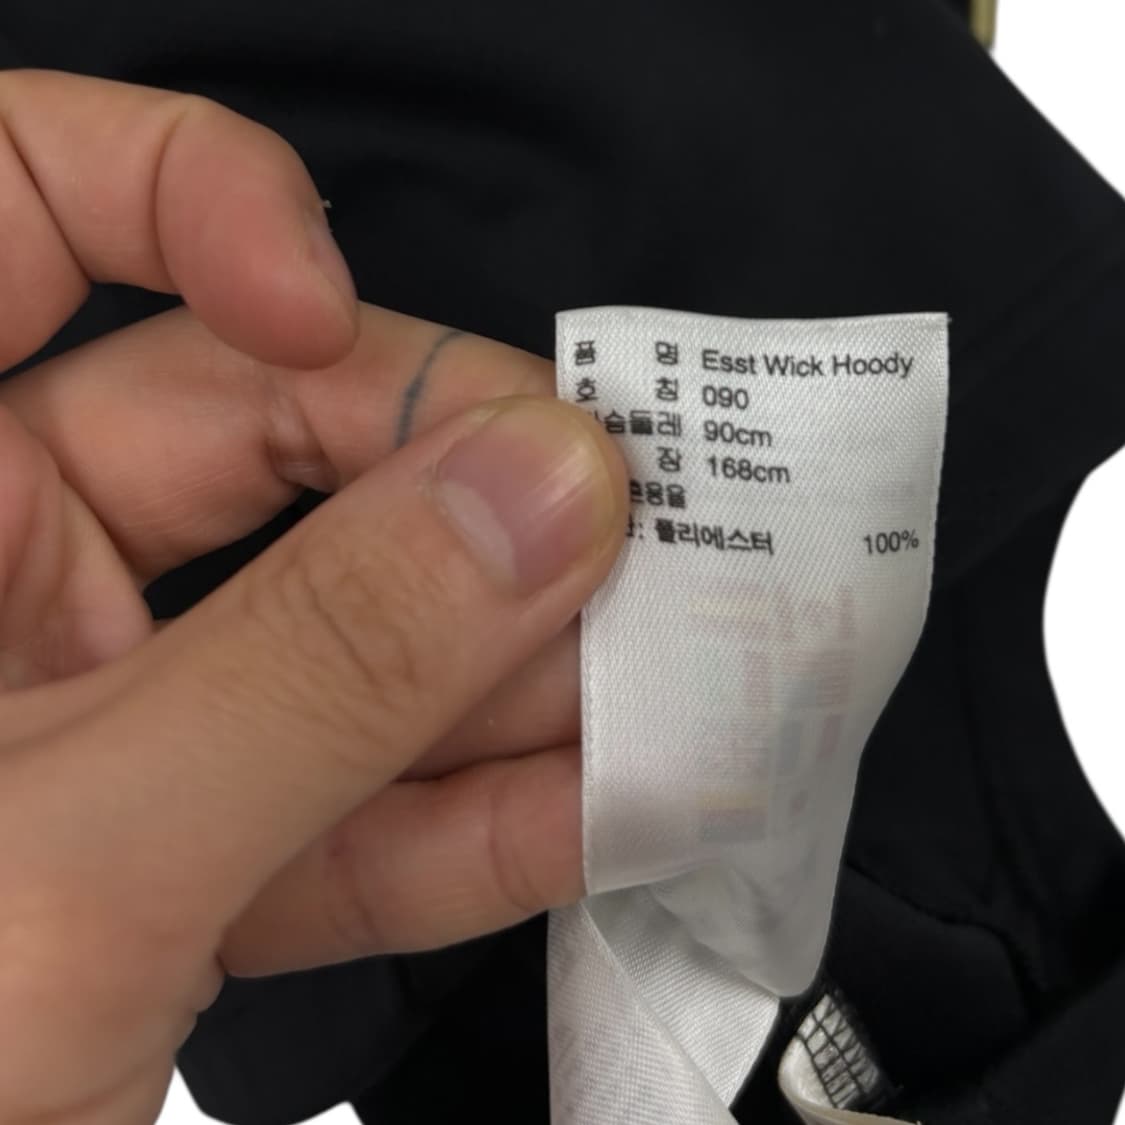 품 명 Esst Wick Hoody
호 칭 090
가슴둘레 90cm
장 168cm
혼용율
폴리에스터 100%